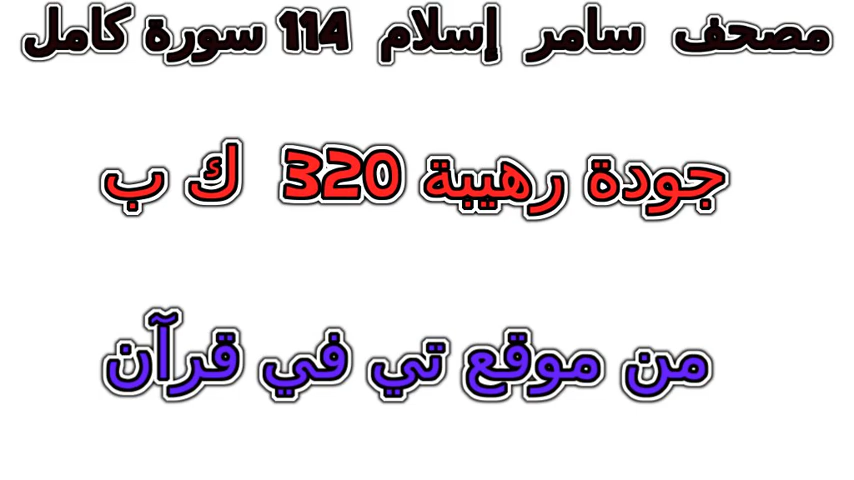 مصحف سامر إسلام 114 سورة كامل
جودة رهيبة 320 ك ب
من موقع تي في قرآن